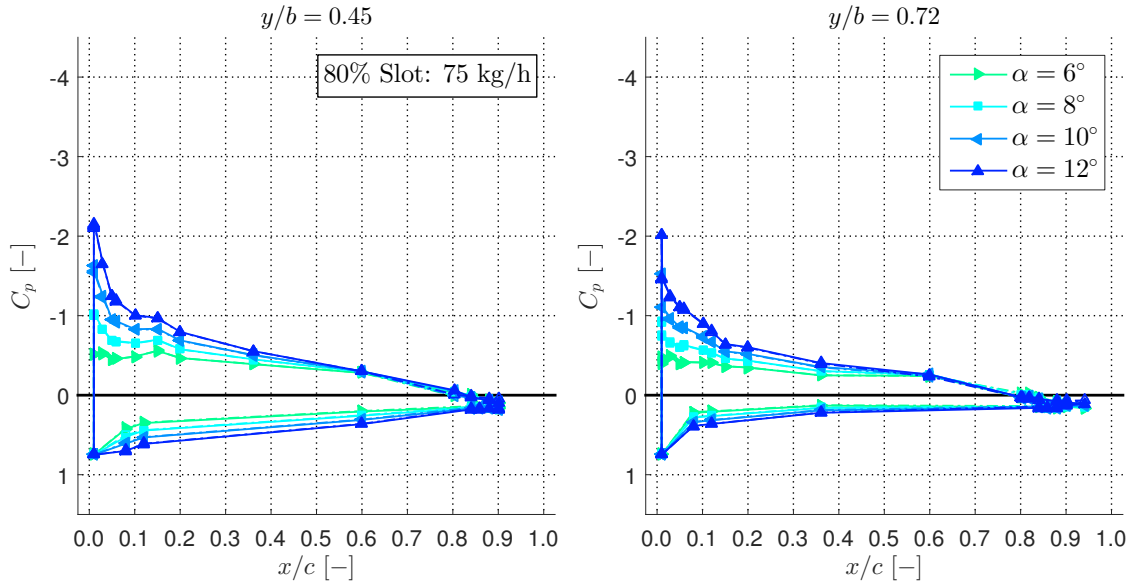 y/b = 0.45
80% Slot: 75 kg/h
-4
-3
-2
-1
0
1
C_p [−]
0.0 0.1 0.2 0.3 0.4 0.5 0.6 0.7 0.8 0.9 1.0
x/c [−]
y/b = 0.72
α = 6°
α = 8°
α = 10°
α = 12°
-4
-3
-2
-1
0
1
C_p [−]
0.0 0.1 0.2 0.3 0.4 0.5 0.6 0.7 0.8 0.9 1.0
x/c [−]